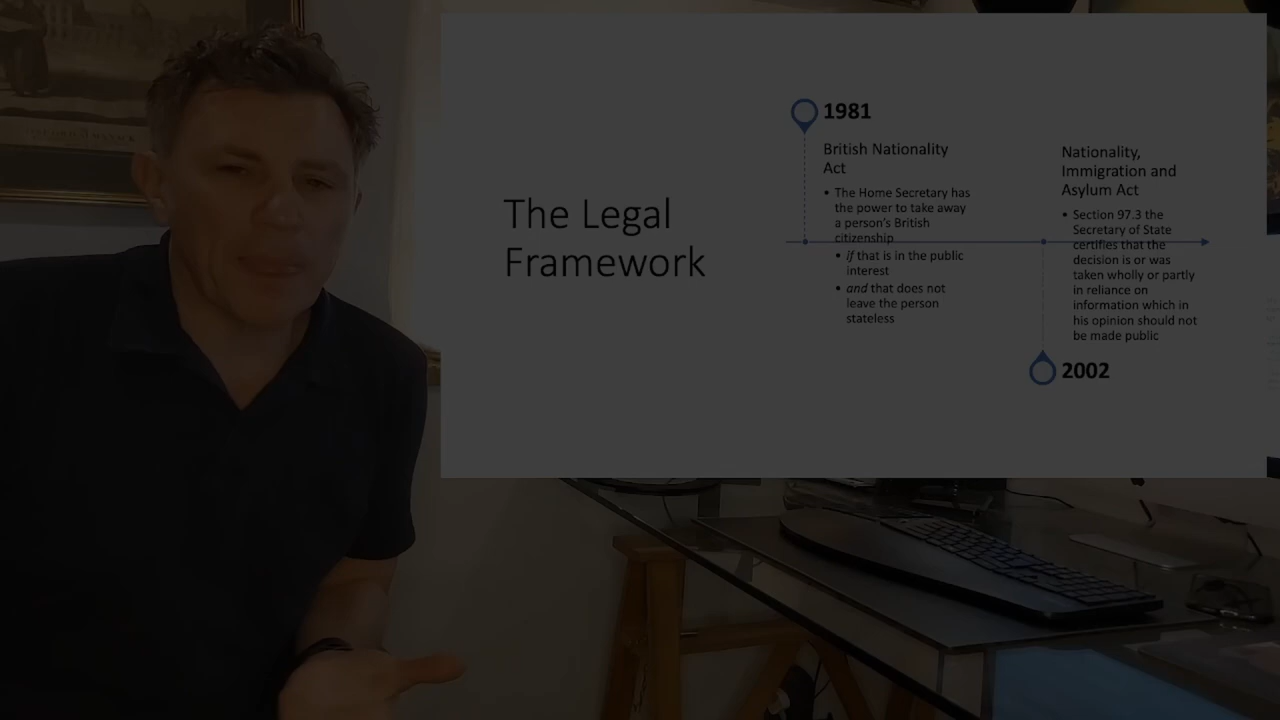 The Legal
Framework
1981
British Nationality
Act
• The Home Secretary has
the power to take away
a person's British
citizenship
• if that is in the public
interest
• and that does not
leave the person
stateless
Nationality,
Immigration and
Asylum Act
• Section 97.3 the
Secretary of State
certifies that the
decision is or was
taken wholly or partly
in reliance on
information which in
his opinion should not
be made public
2002